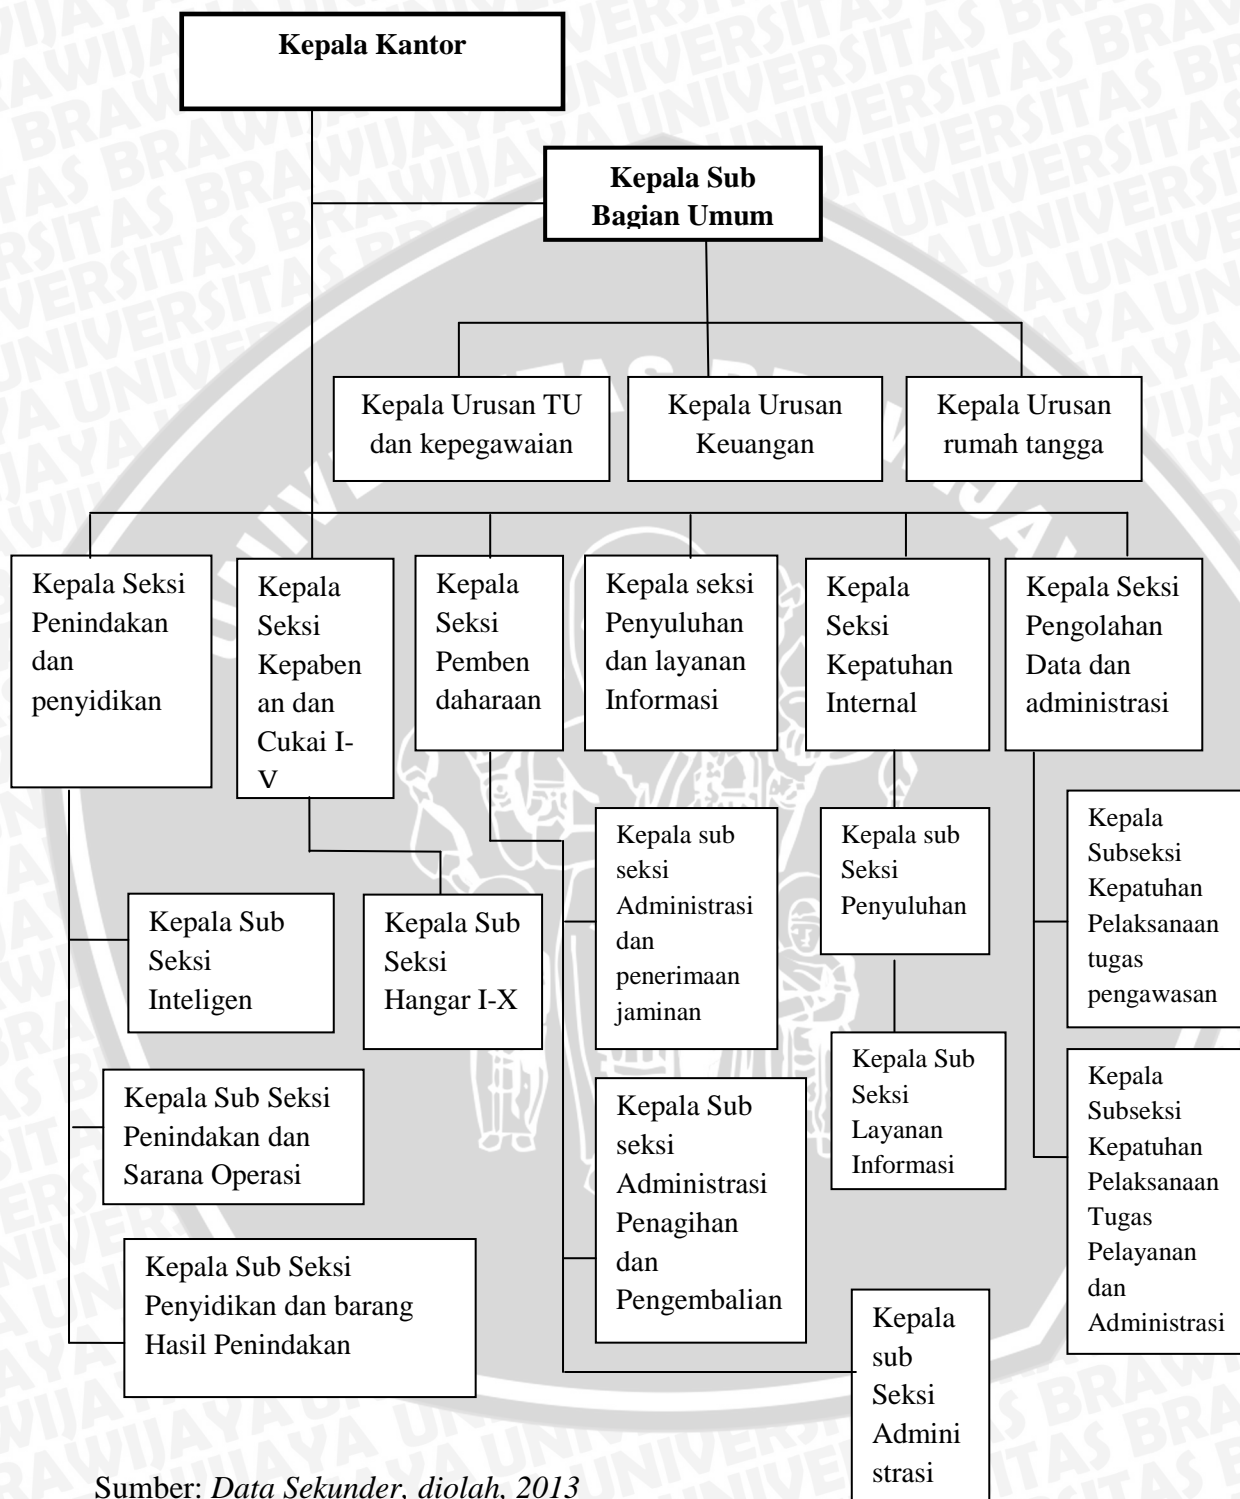 Kepala Kantor
Kepala Sub
Bagian Umum
Kepala Urusan TU
dan kepegawaian
Kepala Urusan
Keuangan
Kepala Urusan
rumah tangga
Kepala Seksi
Penindakan
dan
penyidikan
Kepala
Seksi
Kepaben
an dan
Cukai I-
V
Kepala
Seksi
Pemben
daharaan
Kepala seksi
Penyuluhan
dan layanan
Informasi
Kepala
Seksi
Kepatuhan
Internal
Kepala Seksi
Pengolahan
Data dan
administrasi
Kepala Sub
Seksi
Inteligen
Kepala Sub
Seksi
Hangar I-X
Kepala sub
seksi
Administrasi
dan
penerimaan
jaminan
Kepala sub
Seksi
Penyuluhan
Kepala
Subseksi
Kepatuhan
Pelaksanaan
tugas
pengawasan
Kepala Sub Seksi
Penindakan dan
Sarana Operasi
Kepala Sub
seksi
Administrasi
Penagihan
dan
Pengembalian
Kepala Sub
Seksi
Layanan
Informasi
Kepala
Subseksi
Kepatuhan
Pelaksanaan
Tugas
Pelayanan
dan
Administrasi
Kepala Sub Seksi
Penyidikan dan barang
Hasil Penindakan
Kepala
sub
Seksi
Admini
strasi
Sumber: Data Sekunder, diolah, 2013